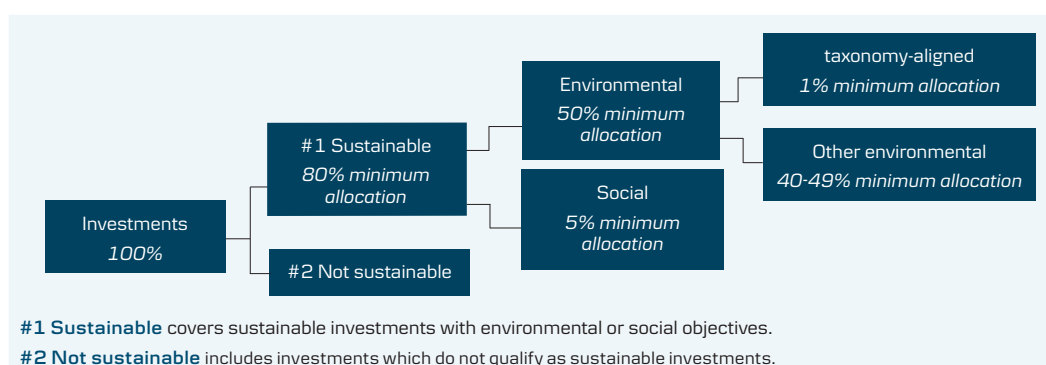 taxonomy-aligned
1% minimum allocation
Environmental
50% minimum
allocation
#1 Sustainable
80% minimum
allocation
Other environmental
40-49% minimum allocation
Social
5% minimum
allocation
Investments
100%
#2 Not sustainable
#1 Sustainable covers sustainable investments with environmental or social objectives.
#2 Not sustainable includes investments which do not qualify as sustainable investments.